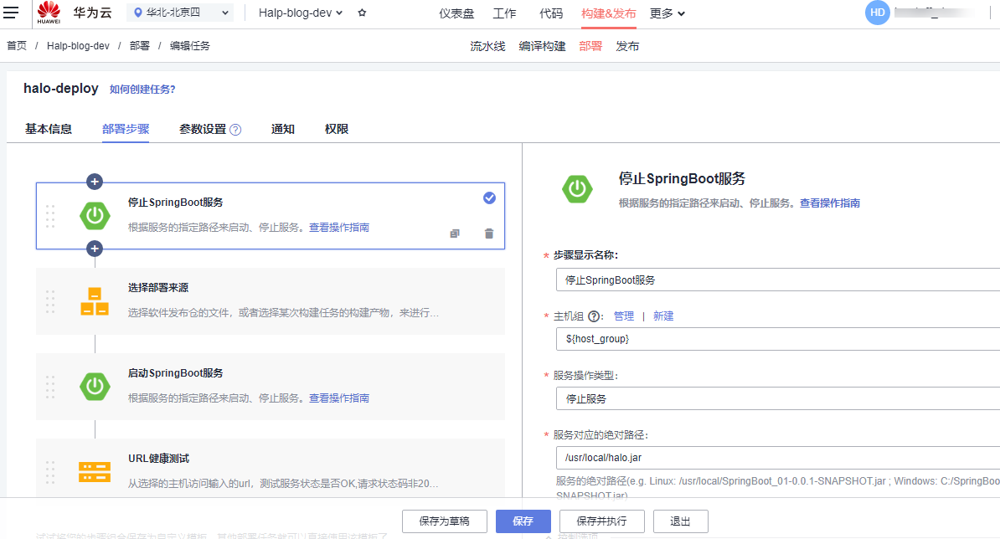 HUAWEI 华为云 华北-北京四 Halp-blog-dev 仪表盘 工作 代码 构建&发布 更多 HD
首页 / Halp-blog-dev / 部署 / 编辑任务 流水线 编译构建 部署 发布
halo-deploy 如何创建任务?
基本信息 部署步骤 参数设置 ? 通知 权限
停止SpringBoot服务
根据服务的指定路径来启动、停止服务。查看操作指南
选择部署来源
选择软件发布仓的文件，或者选择某次构建任务的构建产物，来进行...
启动SpringBoot服务
根据服务的指定路径来启动、停止服务。查看操作指南
URL健康测试
从选择的主机访问输入的url，测试服务状态是否OK,请求状态码非20...
停止SpringBoot服务
根据服务的指定路径来启动、停止服务。查看操作指南
* 步骤显示名称:
停止SpringBoot服务
* 主机组 ?: 管理 | 新建
${host_group}
* 服务操作类型:
停止服务
* 服务对应的绝对路径:
/usr/local/halo.jar
服务的绝对路径(e.g. Linux: /usr/local/SpringBoot_01-0.0.1-SNAPSHOT.jar ; Windows: C:/SpringBoo
SNAPSHOT.jar)
保存为草稿 保存 保存并执行 退出